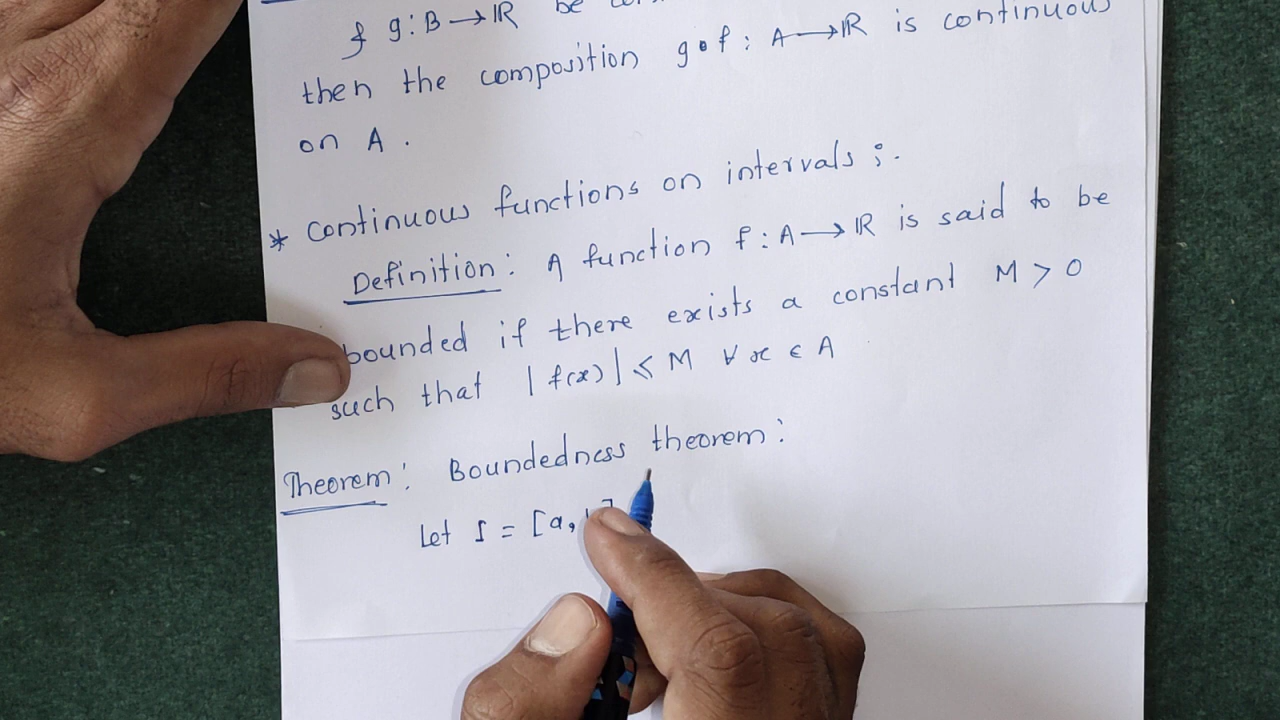 & g : B → ℝ be
then the composition g∘f : A → ℝ is continuous
on A .
* Continuous functions on intervals ; .
Definition : A function f : A → ℝ is said to be
bounded if there exists a constant M > 0
such that | f(x) | ≤ M ∀ x ∈ A
Theorem : Boundedness theorem :
Let I = [a,